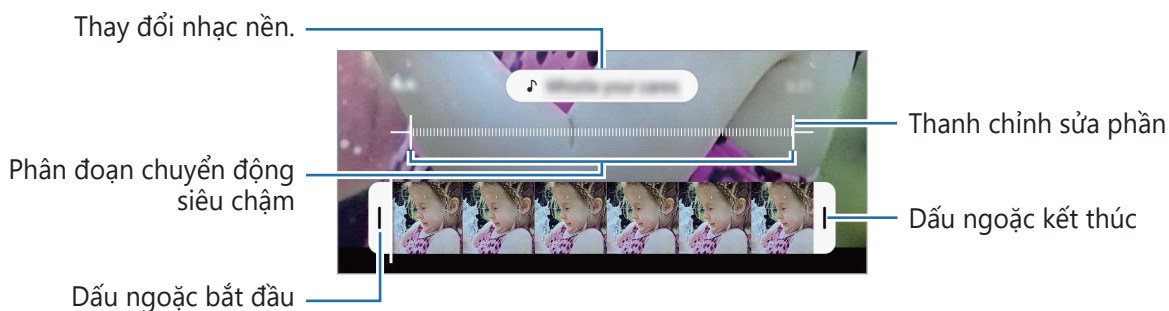 Thay đổi nhạc nền.
Thanh chỉnh sửa phần
Phân đoạn chuyển động
siêu chậm
Dấu ngoặc kết thúc
Dấu ngoặc bắt đầu